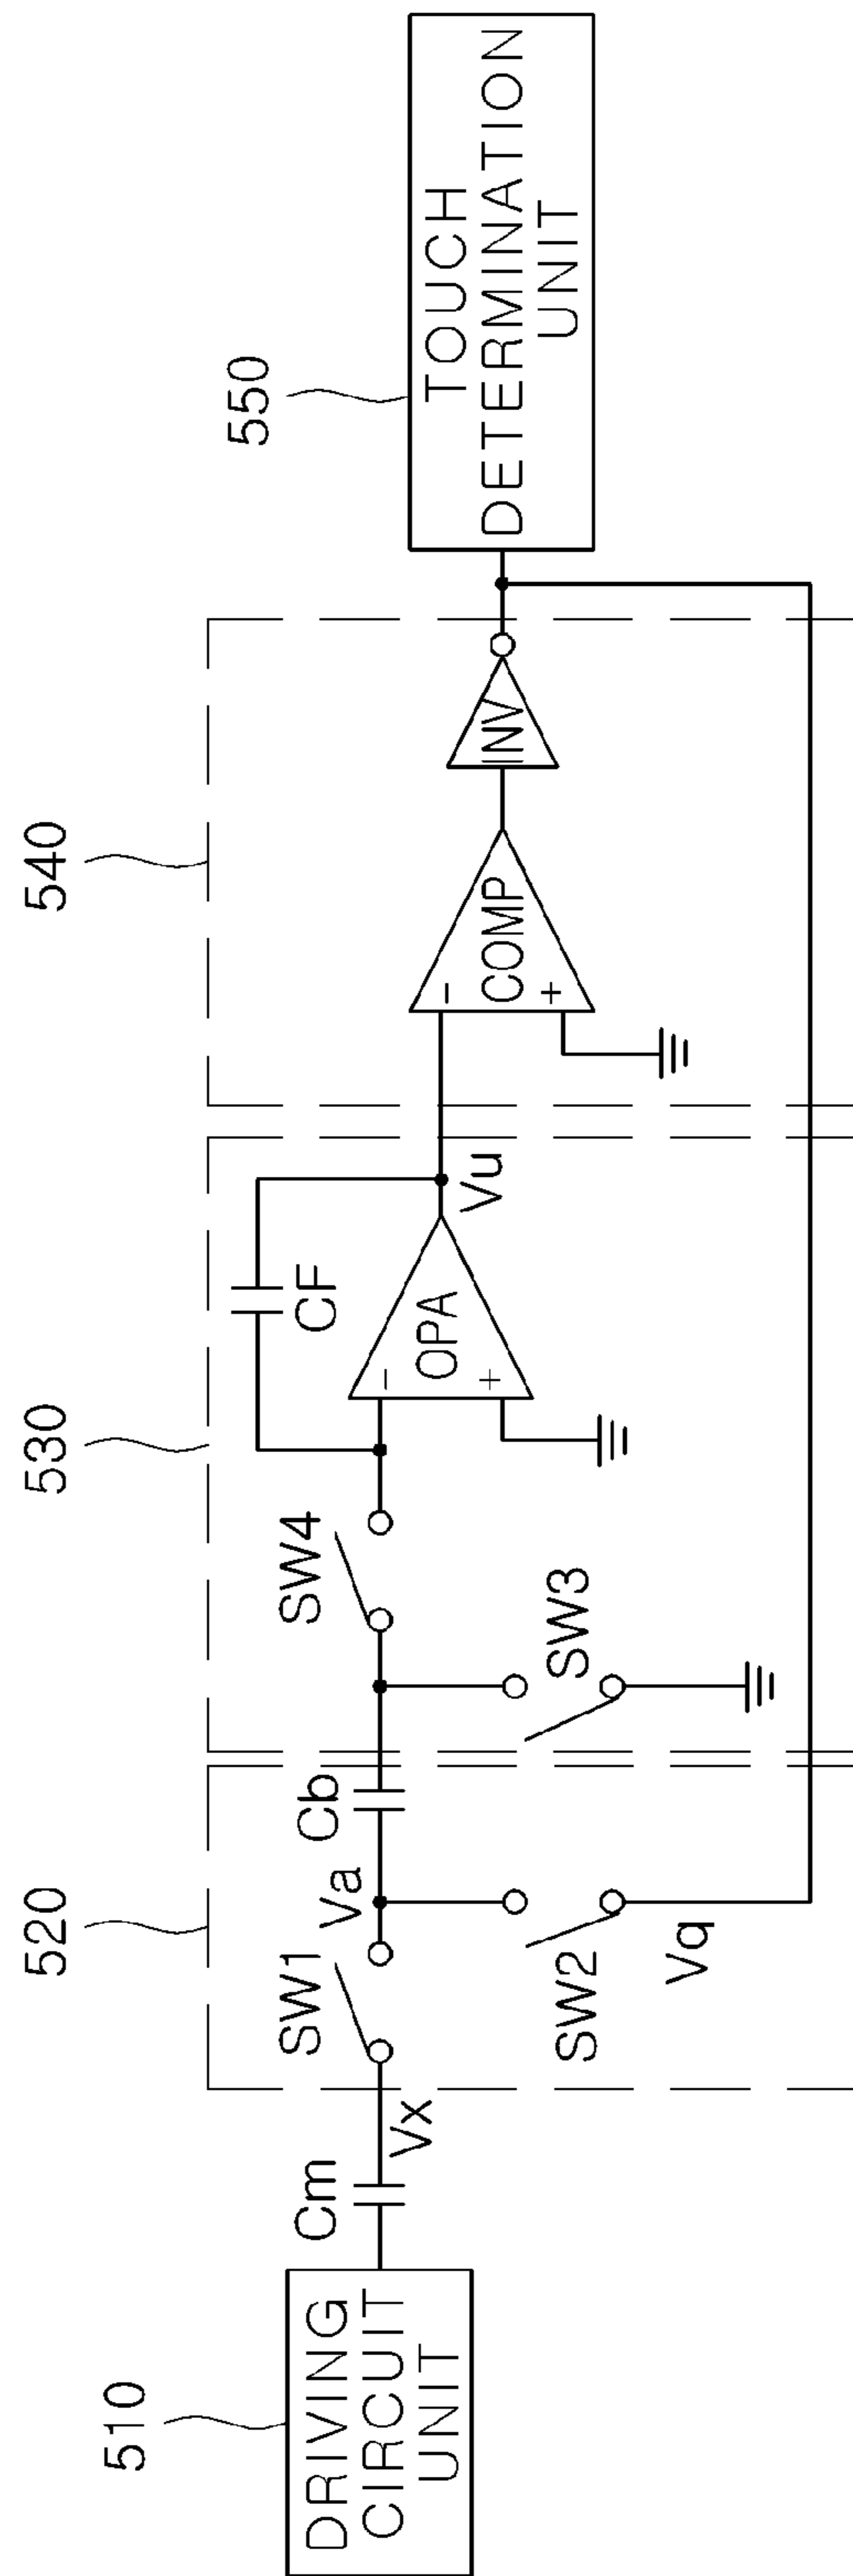 510
DRIVING
CIRCUIT
UNIT
Cm
Vx
520
SW1
Va
Cb
SW2
Vq
530
SW4
SW3
CF
-
OPA
+
Vu
540
-
COMP
+
INV
550
TOUCH
DETERMINATION
UNIT